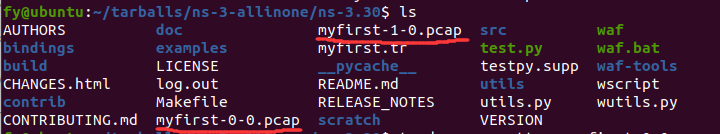 fy@ubuntu:~/tarballs/ns-3-allinone/ns-3.30$ ls
AUTHORS doc myfirst-1-0.pcap src waf
bindings examples myfirst.tr test.py waf.bat
build LICENSE __pycache__ testpy.supp waf-tools
CHANGES.html log.out README.md utils wscript
contrib Makefile RELEASE_NOTES utils.py wutils.py
CONTRIBUTING.md myfirst-0-0.pcap scratch VERSION